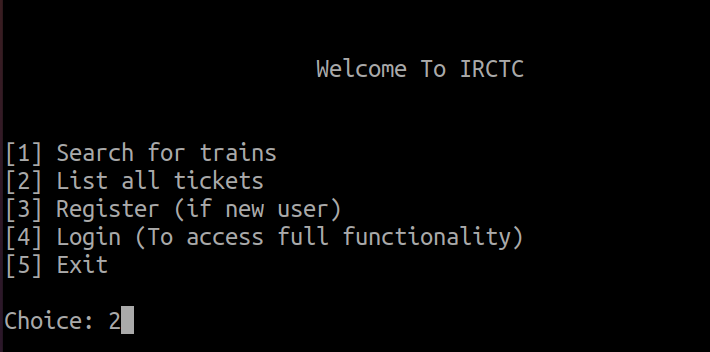 Welcome To IRCTC
[1] Search for trains
[2] List all tickets
[3] Register (if new user)
[4] Login (To access full functionality)
[5] Exit
Choice: 2